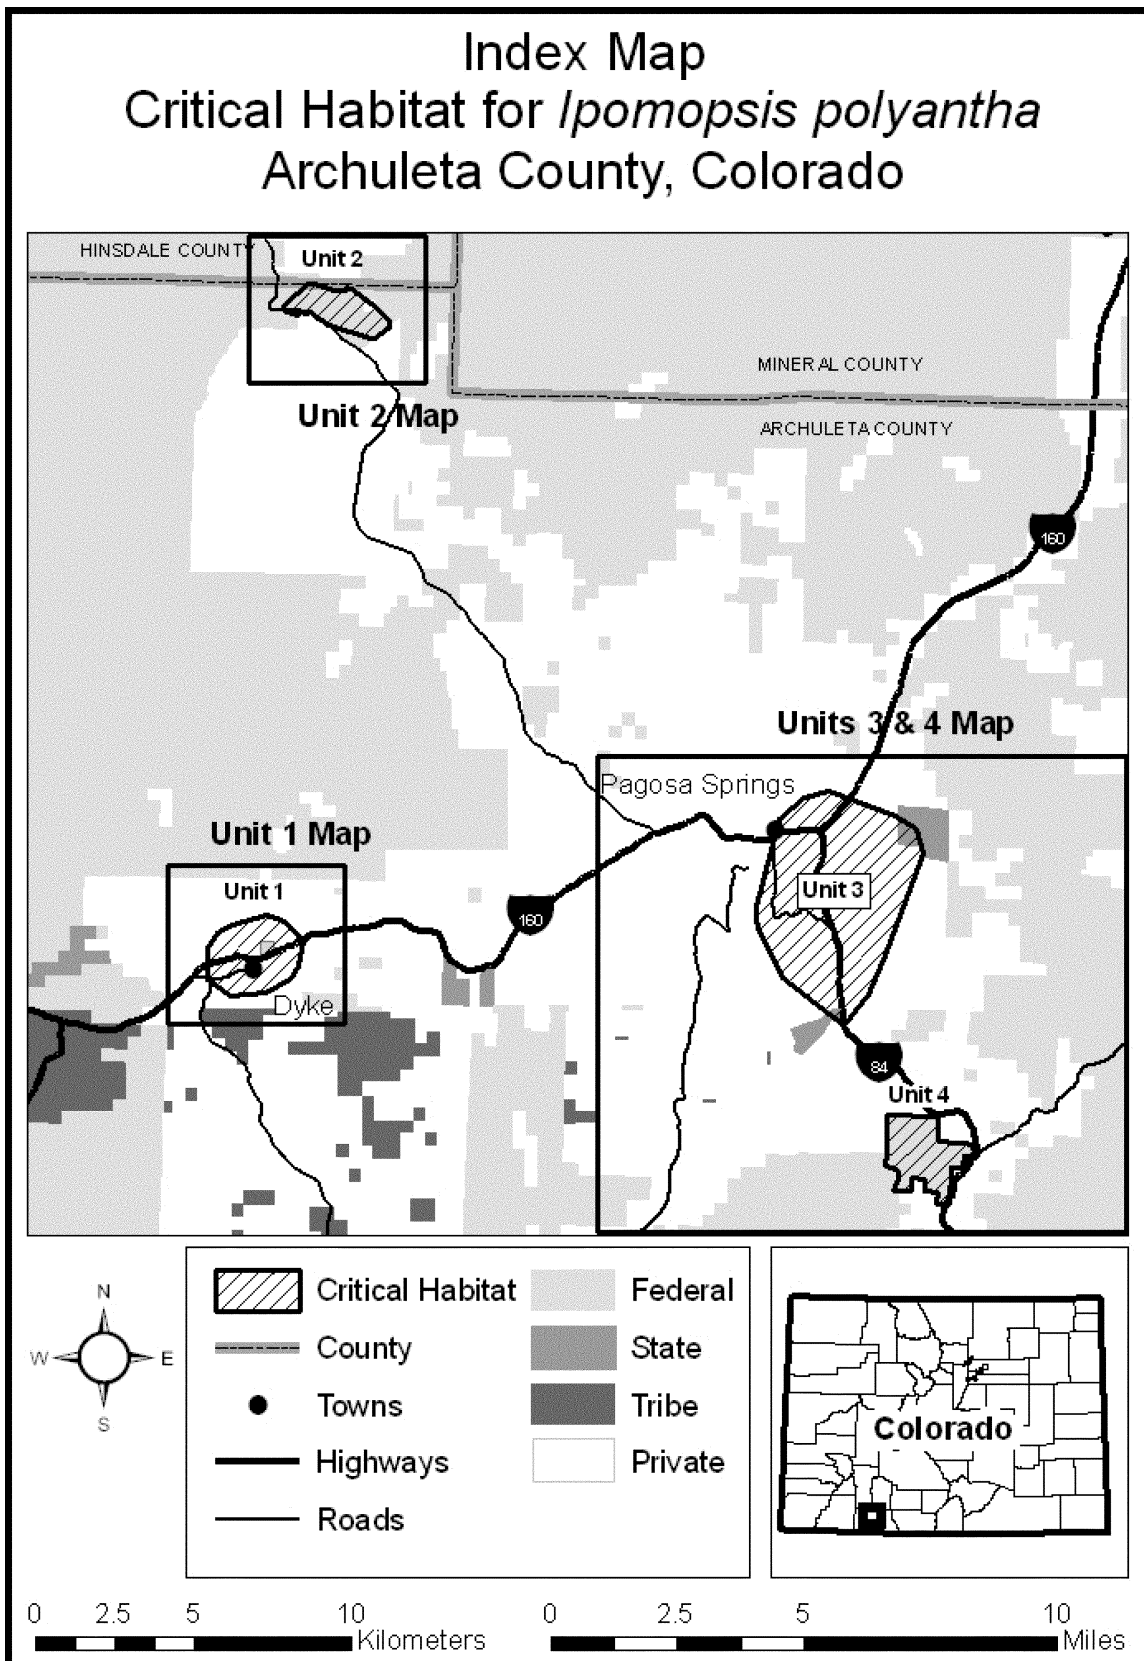 Index Map
Critical Habitat for Ipomopsis polyantha
Archuleta County, Colorado
HINSDALE COUNTY
Unit 2
MINERAL COUNTY
Unit 2 Map
ARCHULETA COUNTY
160
Units 3 & 4 Map
Pagosa Springs
Unit 1 Map
Unit 1
Unit 3
160
Dyke
84
Unit 4
N
W E
S
Critical Habitat
County
Towns
Highways
Roads
Federal
State
Tribe
Private
Colorado
0 2.5 5 10
Kilometers
0 2.5 5 10
Miles